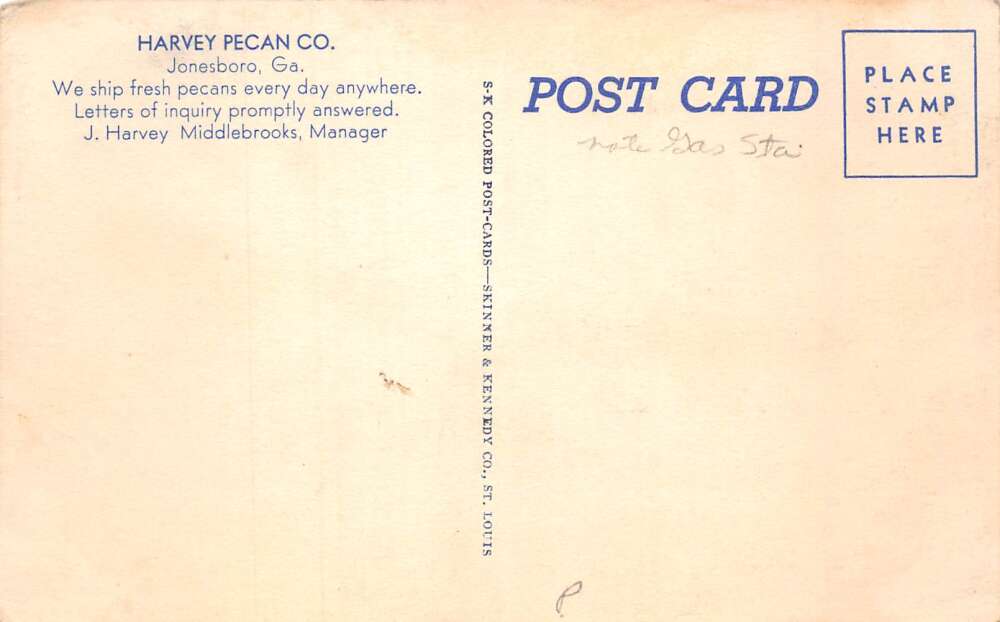 HARVEY PECAN CO.
Jonesboro, Ga.
We ship fresh pecans every day anywhere.
Letters of inquiry promptly answered.
J. Harvey Middlebrooks, Manager
S-K COLORED POST-CARDS—SKINNER & KENNEDY CO., ST. LOUIS
POST CARD
note Gas Sta
PLACE
STAMP
HERE
P